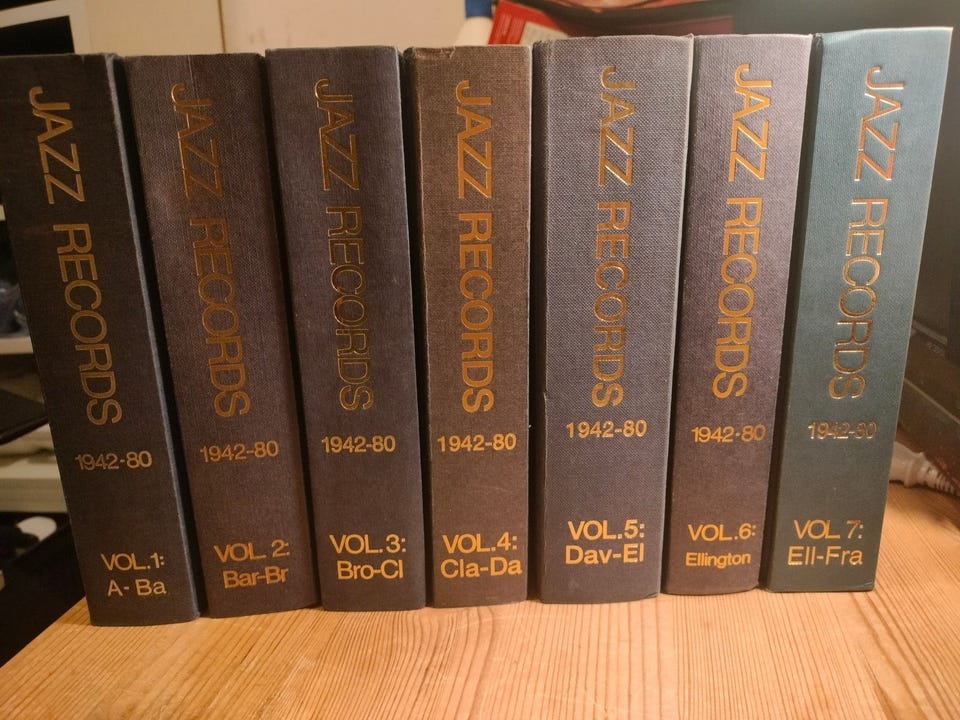 JAZZ RECORDS
1942-80
VOL.1:
A-Ba
JAZZ RECORDS
1942-80
VOL.2:
Bar-Br
JAZZ RECORDS
1942-80
VOL.3:
Bro-Cl
JAZZ RECORDS
1942-80
VOL.4:
Cla-Da
JAZZ RECORDS
1942-80
VOL.5:
Dav-El
JAZZ RECORDS
1942-80
VOL.6:
Ellington
JAZZ RECORDS
1942-80
VOL 7:
Ell-Fra